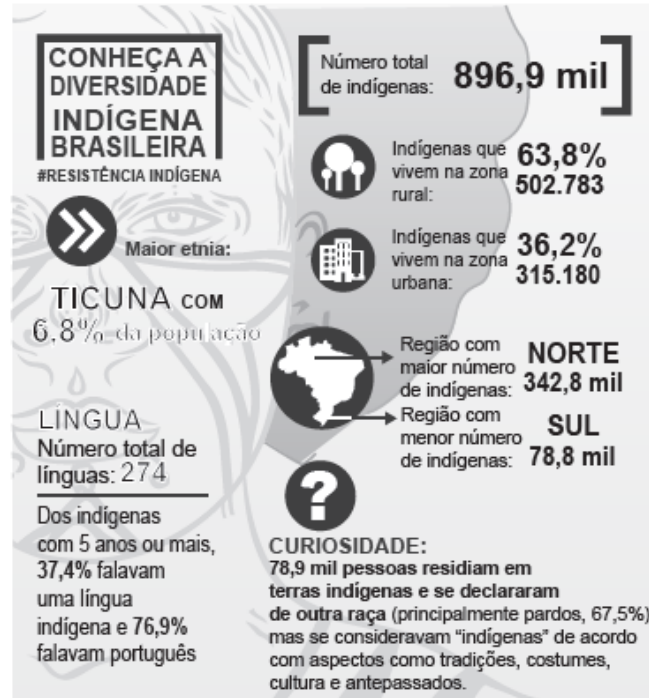 CONHEÇA A
DIVERSIDADE
INDÍGENA
BRASILEIRA
#RESISTÊNCIA INDÍGENA
Maior etnia:
TICUNA COM
6,8% da população
LÍNGUA
Número total de
línguas: 274
Dos indígenas
com 5 anos ou mais,
37,4% falavam
uma língua
indígena e 76,9%
falavam português
Número total
de indígenas: 896,9 mil
Indígenas que
vivem na zona
rural:
63,8%
502.783
Indígenas que
vivem na zona
urbana:
36,2%
315.180
Região com
maior número
de indígenas:
NORTE
342,8 mil
Região com
menor número
de indígenas:
SUL
78,8 mil
?
CURIOSIDADE:
78,9 mil pessoas residiam em
terras indígenas e se declararam
de outra raça (principalmente pardos, 67,5%)
mas se consideravam “indígenas” de acordo
com aspectos como tradições, costumes,
cultura e antepassados.